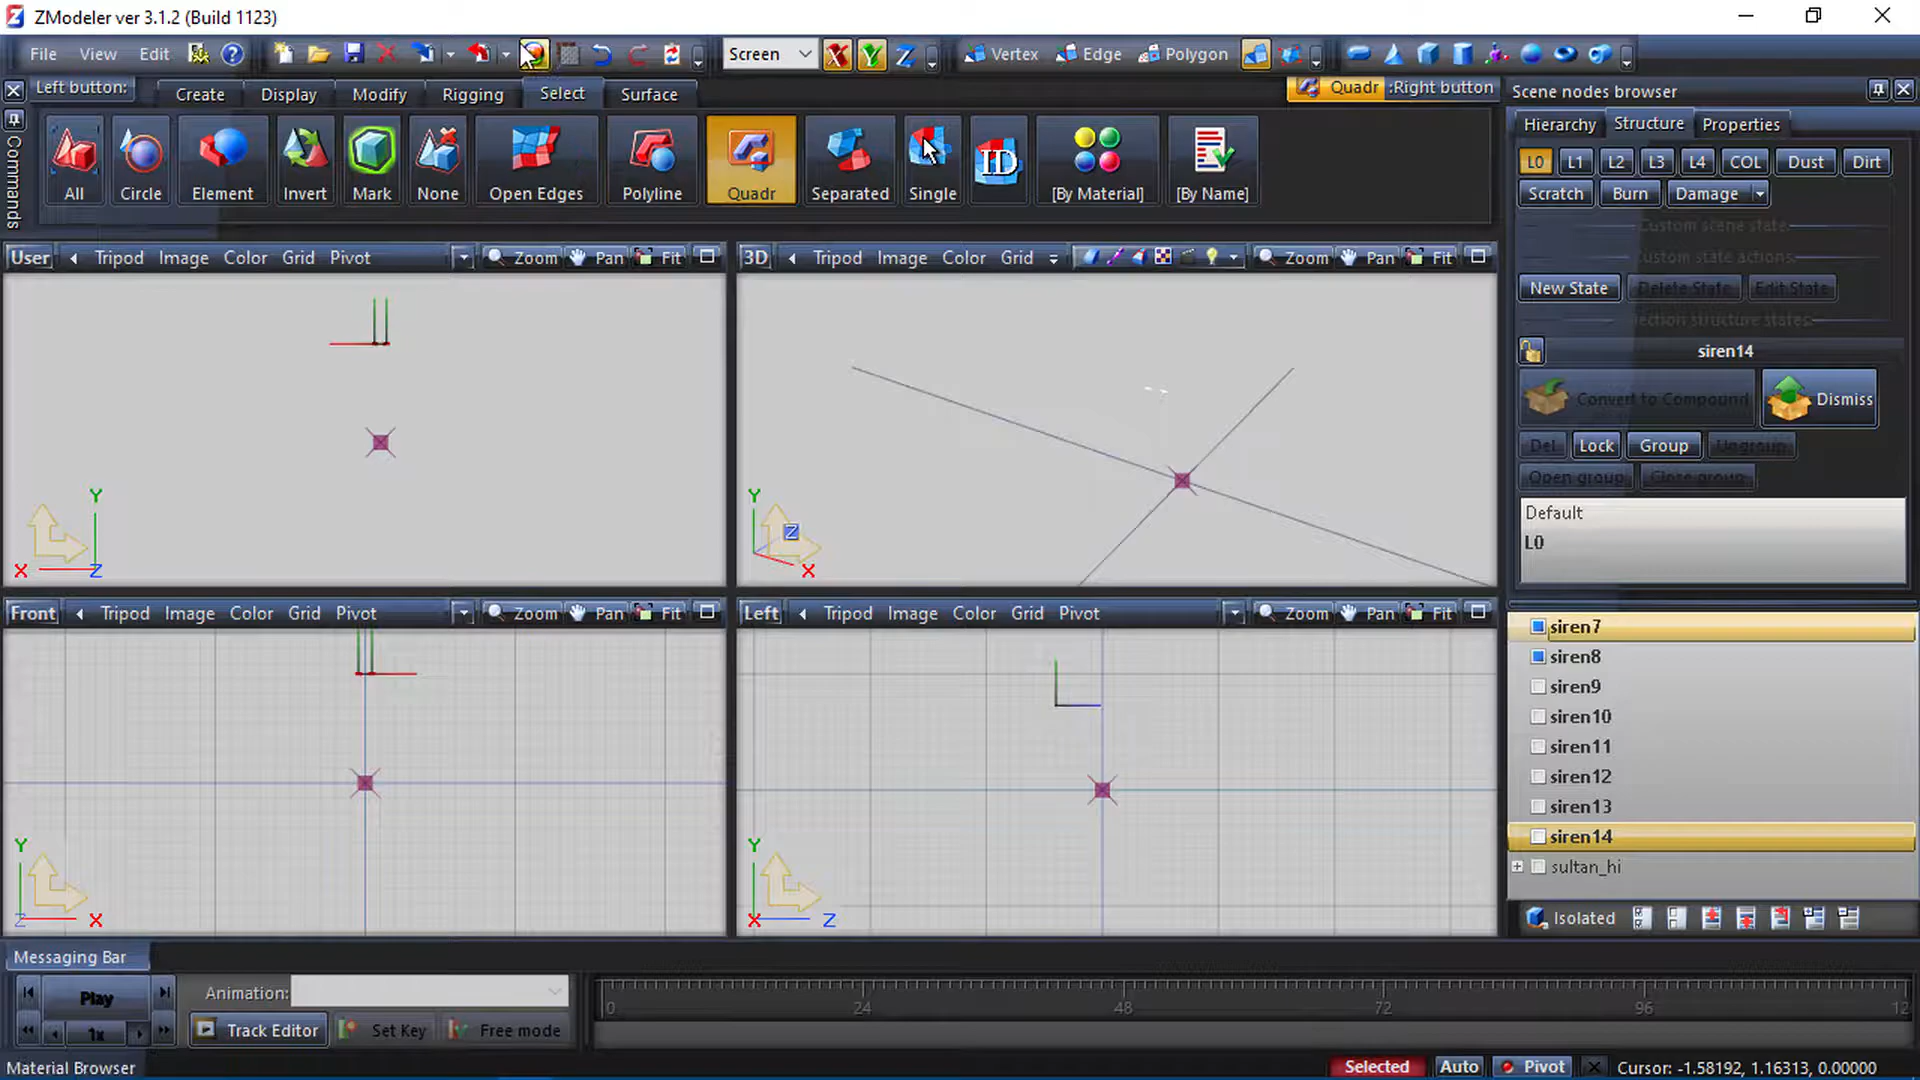 ZModeler ver 3.1.2 (Build 1123)
File View Edit
Screen
Vertex Edge Polygon
Left button:
Create Display Modify Rigging Select Surface
Quadr :Right button
Commands
All Circle Element Invert Mark None Open Edges Polyline Quadr Separated Single ID [By Material] [By Name]
Scene nodes browser
Hierarchy Structure Properties
L0 L1 L2 L3 L4 COL Dust Dirt
Scratch Burn Damage
Custom scene state
Custom state actions:
New State Delete State Edit State
siren14
Convert to Compound Dismiss
Del Lock Group Ungroup
Open group Close group
Default
L0
User Tripod Image Color Grid Pivot Zoom Pan Fit
3D Tripod Image Color Grid Zoom Pan Fit
Y X Z
Y Z X
Front Tripod Image Color Grid Pivot Zoom Pan Fit
Left Tripod Image Color Grid Pivot Zoom Pan Fit
Y Z X
Y X Z
siren7
siren8
siren9
siren10
siren11
siren12
siren13
siren14
sultan_hi
Isolated
Messaging Bar
Play Animation:
1x Track Editor Set Key Free mode
0 24 48 72 96 12
Material Browser
Selected Auto Pivot Cursor: -1.58192, 1.16313, 0.00000